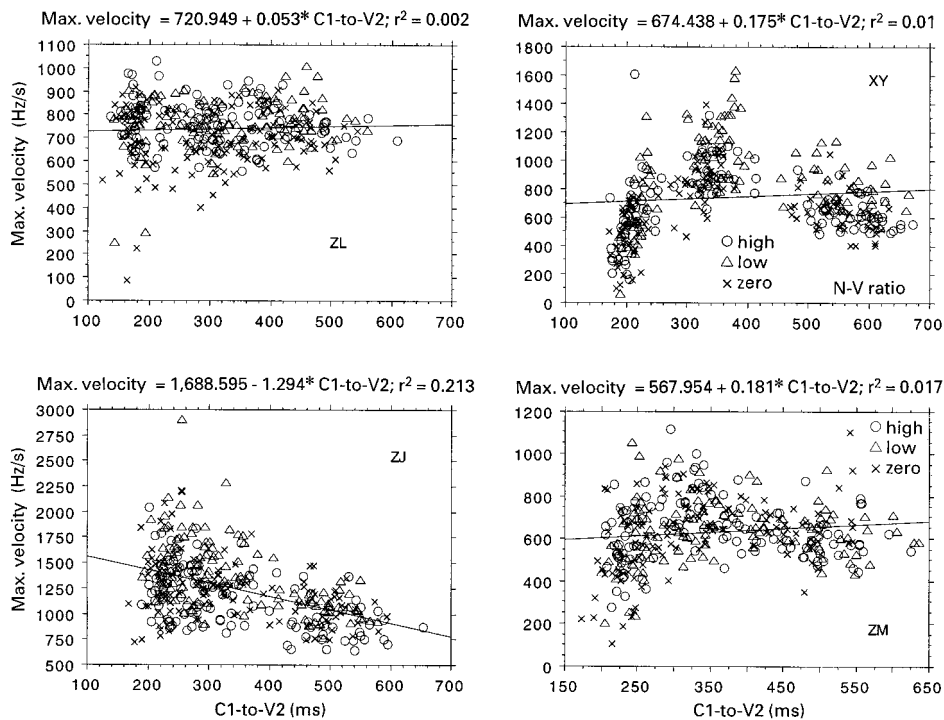 Max. velocity = 720.949 + 0.053* C1-to-V2; r² = 0.002
Max. velocity (Hz/s)
1100
1000
900
800
700
600
500
400
300
200
100
0
ZL
100 200 300 400 500 600 700
Max. velocity = 674.438 + 0.175* C1-to-V2; r² = 0.01
1800
1600
1400
1200
1000
800
600
400
200
0
XY
high
low
zero
N-V ratio
100 200 300 400 500 600 700
Max. velocity = 1,688.595 - 1.294* C1-to-V2; r² = 0.213
Max. velocity (Hz/s)
3000
2750
2500
2250
2000
1750
1500
1250
1000
750
500
ZJ
100 200 300 400 500 600 700
C1-to-V2 (ms)
Max. velocity = 567.954 + 0.181* C1-to-V2; r² = 0.017
1200
1000
800
600
400
200
0
high
low
zero
ZM
150 250 350 450 550 650
C1-to-V2 (ms)